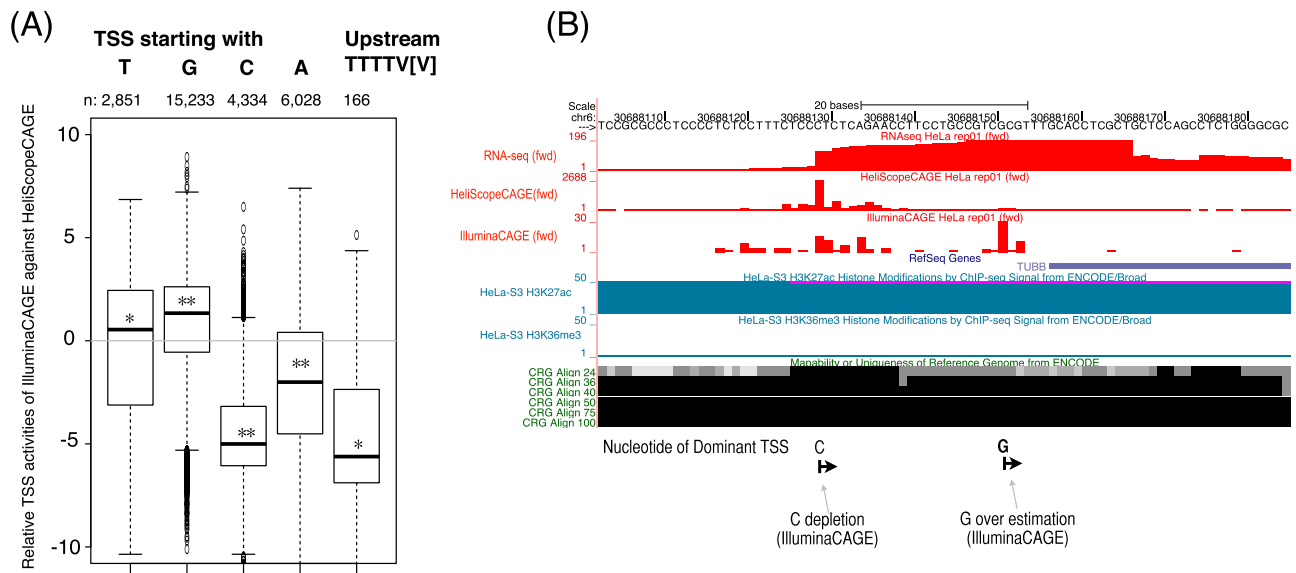 (A)
TSS starting with
Upstream
T G C A TTTTV[V]
n: 2,851 15,233 4,334 6,028 166
Relative TSS activities of IlluminaCAGE against HeliScopeCAGE
10
5
0
-5
-10
* ** ** ** *
(B)
Scale 20 bases
chr6: 30688110 30688120 30688130 30688140 30688150 30688160 30688170 30688180
---> TCCGCGCCCTCCCCTCTCCTTTCTCCCTCTCAGAACCTTCCTGCCGTCGCGTTTGCACCTCGCTGCTCCAGCCTCTGGGGCGC
RNAseq HeLa rep01 (fwd)
196
RNA-seq (fwd)
1
HeliScopeCAGE HeLa rep01 (fwd)
2688
HeliScopeCAGE(fwd)
1
IlluminaCAGE HeLa rep01 (fwd)
30
IlluminaCAGE (fwd)
1
RefSeq Genes
TUBB
HeLa-S3 H3K27ac Histone Modifications by ChIP-seq Signal from ENCODE/Broad
50
HeLa-S3 H3K27ac
1
HeLa-S3 H3K36me3 Histone Modifications by ChIP-seq Signal from ENCODE/Broad
50
HeLa-S3 H3K36me3
1
Mapability or Uniqueness of Reference Genome from ENCODE
CRG Align 24
CRG Align 36
CRG Align 40
CRG Align 50
CRG Align 75
CRG Align 100
Nucleotide of Dominant TSS C G
C depletion
(IlluminaCAGE)
G over estimation
(IlluminaCAGE)